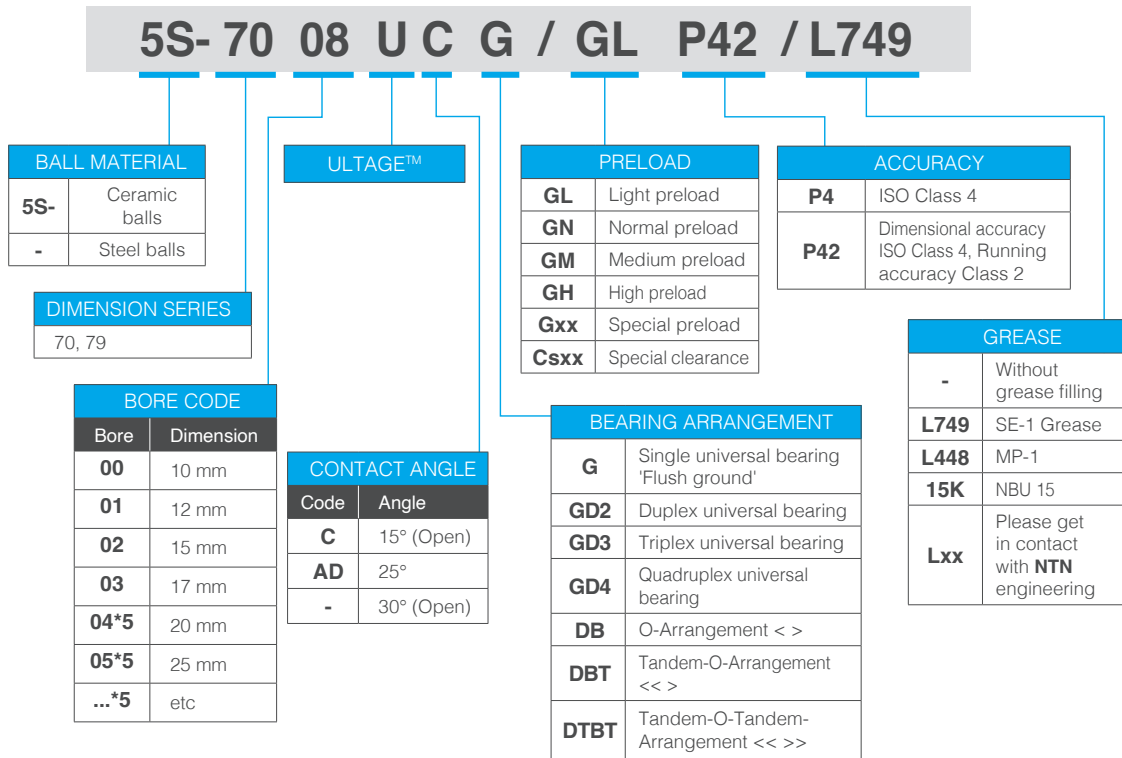 5S- 70 08 U C G / GL P42 / L749
BALL MATERIAL
5S- Ceramic
balls
- Steel balls
DIMENSION SERIES
70, 79
BORE CODE
Bore Dimension
00 10 mm
01 12 mm
02 15 mm
03 17 mm
04*5 20 mm
05*5 25 mm
...*5 etc
ULTAGE™
CONTACT ANGLE
Code Angle
C 15° (Open)
AD 25°
- 30° (Open)
PRELOAD
GL Light preload
GN Normal preload
GM Medium preload
GH High preload
Gxx Special preload
Csxx Special clearance
BEARING ARRANGEMENT
G Single universal bearing
'Flush ground'
GD2 Duplex universal bearing
GD3 Triplex universal bearing
GD4 Quadruplex universal
bearing
DB O-Arrangement < >
DBT Tandem-O-Arrangement
<< >
DTBT Tandem-O-Tandem-
Arrangement << >>
ACCURACY
P4 ISO Class 4
P42 Dimensional accuracy
ISO Class 4, Running
accuracy Class 2
GREASE
- Without
grease filling
L749 SE-1 Grease
L448 MP-1
15K NBU 15
Lxx Please get
in contact
with NTN
engineering